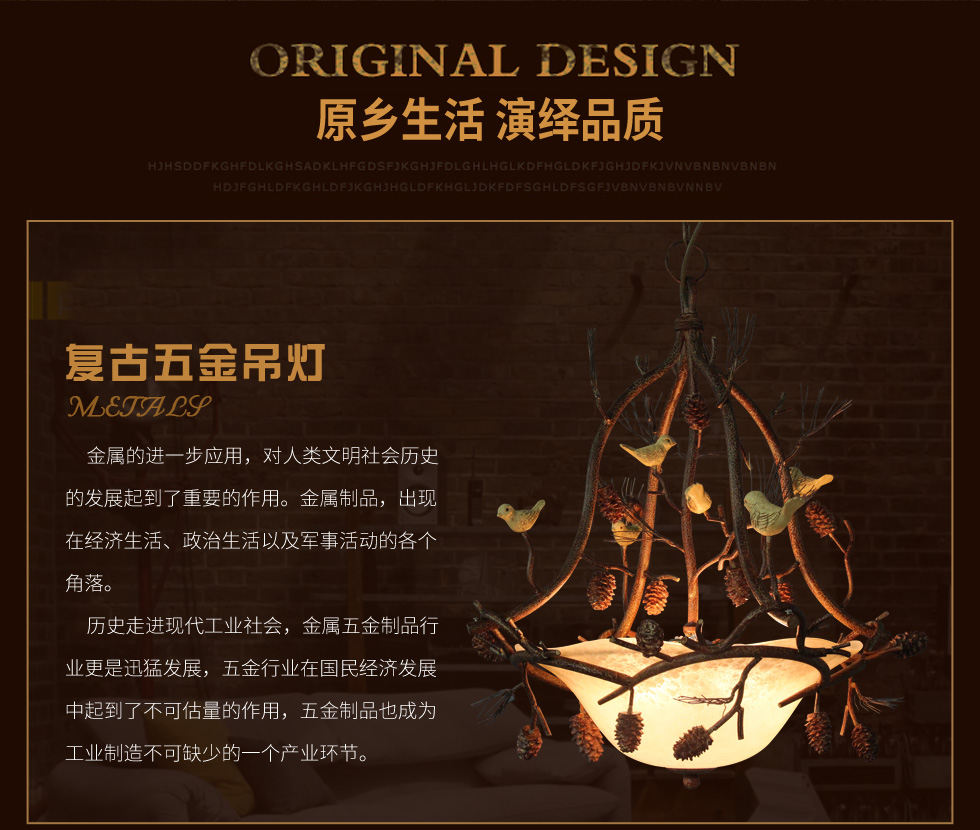 ORIGINAL DESIGN
原乡生活 演绎品质
HJHSDDFKGHFDLKGHSADKLHFGDSFJKGHJFDLGHLHGLKDFHGLDKFJGHJDFKJVNVBNBNVBNBN
HDJFGHLDFKGHLDFJKGHJHGLDFKHGLJDKFDFSGHLDFSGFJVBNVBNBVNNBV
复古五金吊灯
METALS
金属的进一步应用，对人类文明社会历史
的发展起到了重要的作用。金属制品，出现
在经济生活、政治生活以及军事活动的各个
角落。
历史走进现代工业社会，金属五金制品行
业更是迅猛发展，五金行业在国民经济发展
中起到了不可估量的作用，五金制品也成为
工业制造不可缺少的一个产业环节。